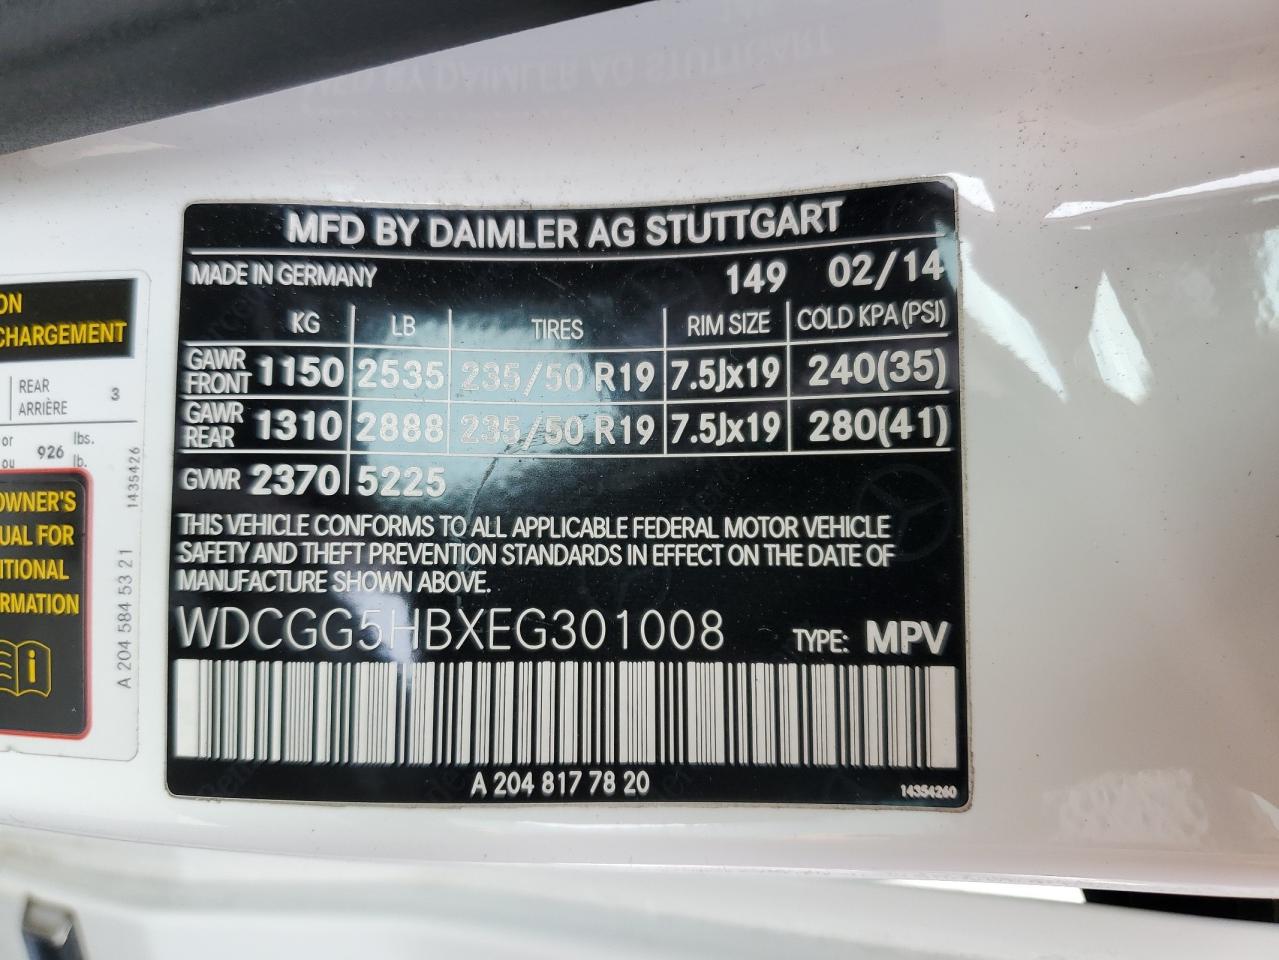 MFD BY DAIMLER AG STUTTGART
MADE IN GERMANY 149 02/14
KG LB TIRES RIM SIZE COLD KPA (PSI)
GAWR FRONT 1150 2535 235/50 R19 7.5Jx19 240(35)
GAWR REAR 1310 2888 235/50 R19 7.5Jx19 280(41)
GVWR 2370 5225
THIS VEHICLE CONFORMS TO ALL APPLICABLE FEDERAL MOTOR VEHICLE
SAFETY AND THEFT PREVENTION STANDARDS IN EFFECT ON THE DATE OF
MANUFACTURE SHOWN ABOVE.
WDCGG5HBXEG301008 TYPE: MPV
A 204 817 78 20
14354260
ON
CHARGEMENT
REAR 3
ARRIÈRE
or 926 lbs.
ou lb.
1435426
OWNER'S
UAL FOR
ITIONAL
RMATION
A 204 584 53 21